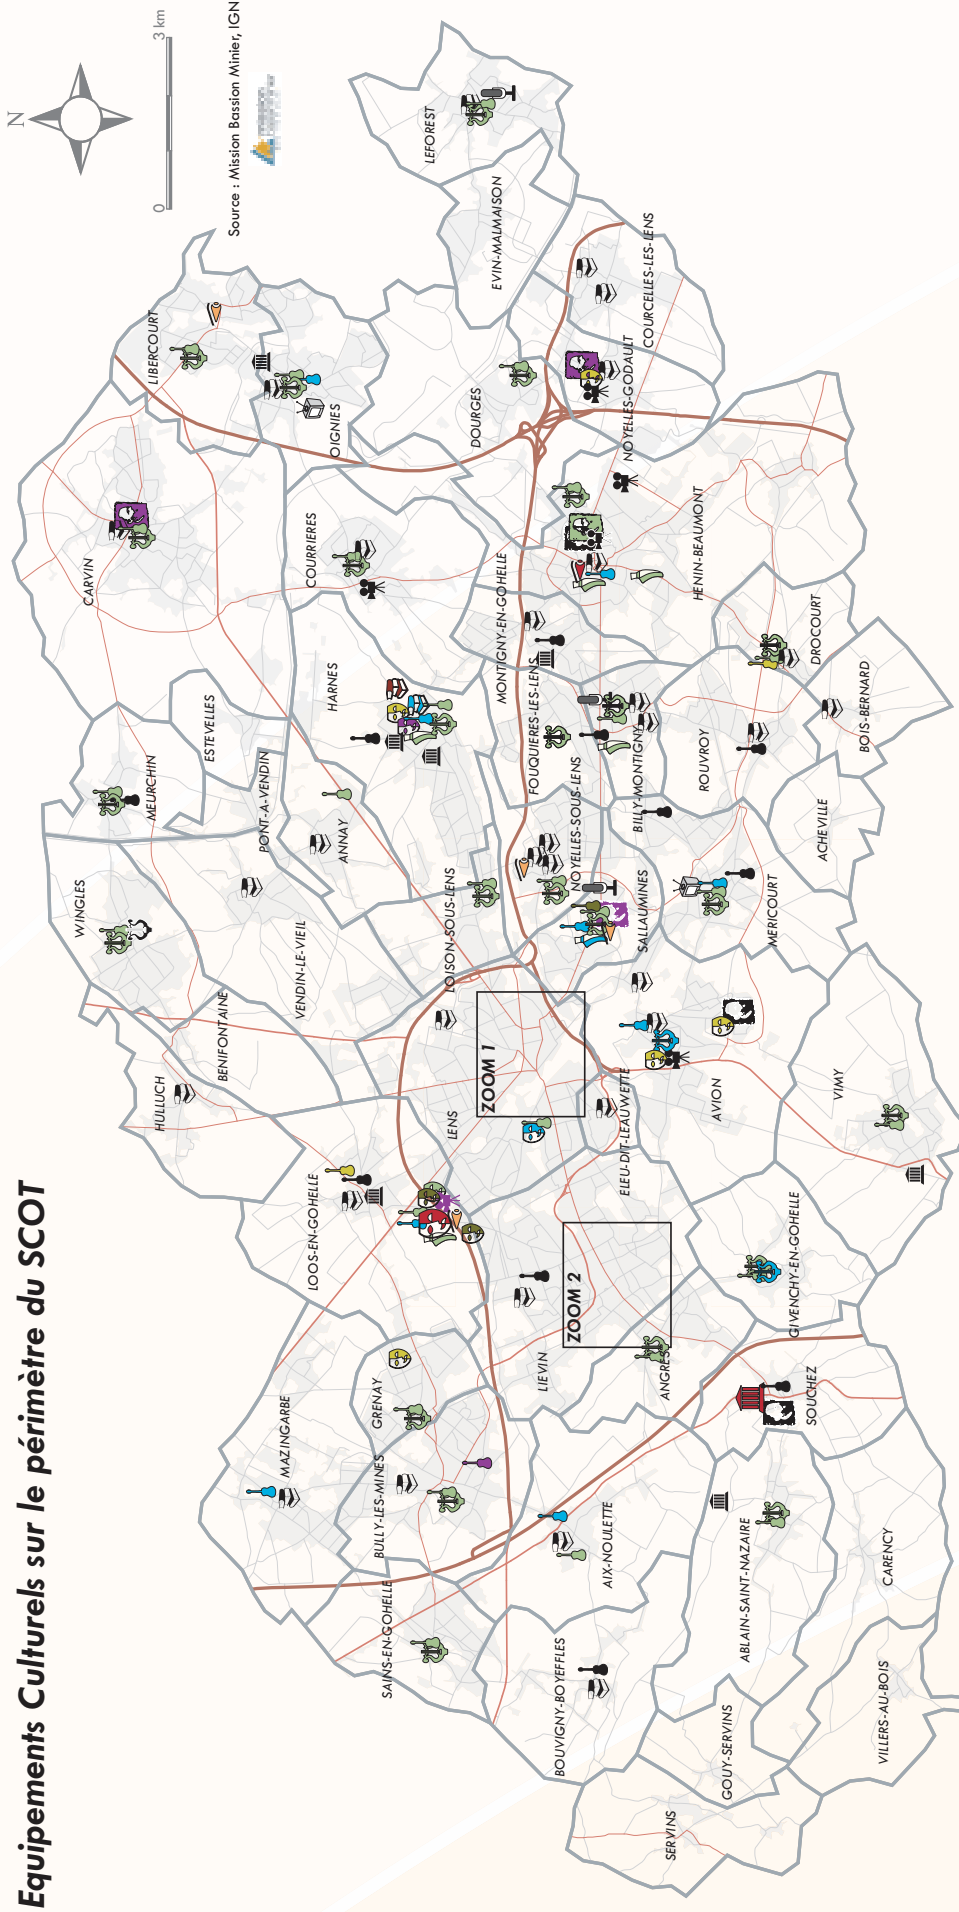 Equipements Culturels sur le périmètre du SCOT
N
0
3 km
Source : Mission Bassion Minier, IGN
LEFOREST
EVIN-MALMAISON
LIBERCOURT
OIGNIES
DOURGES
COURCELLES-LES-LENS
NOYELLES-GODAULT
CARVIN
COURRIERES
HENIN-BEAUMONT
MONTIGNY-EN-GOHELLE
DROCOURT
HARNES
ESTEVELLES
MEURCHIN
PONT-A-VENDIN
ANNAY
FOUQUIERES-LES-LENS
BILLY-MONTIGNY
ROUVROY
BOIS-BERNARD
ACHEVILLE
NOYELLES-SOUS-LENS
WINGLES
VENDIN-LE-VIEIL
LOISON-SOUS-LENS
SALLAUMINES
MERICOURT
BENIFONTAINE
HULLUCH
ZOOM 1
LENS
ELEU-DIT-LEAUWETTE
AVION
VIMY
LOOS-EN-GOHELLE
ZOOM 2
GIVENCHY-EN-GOHELLE
LIEVIN
ANGRES
SOUCHEZ
MAZINGARBE
GRENAY
BULLY-LES-MINES
SAINS-EN-GOHELLE
AIX-NOULETTE
ABLAIN-SAINT-NAZAIRE
CARENCY
BOUVIGNY-BOYEFFLES
GOUY-SERVINS
VILLERS-AU-BOIS
SERVINS